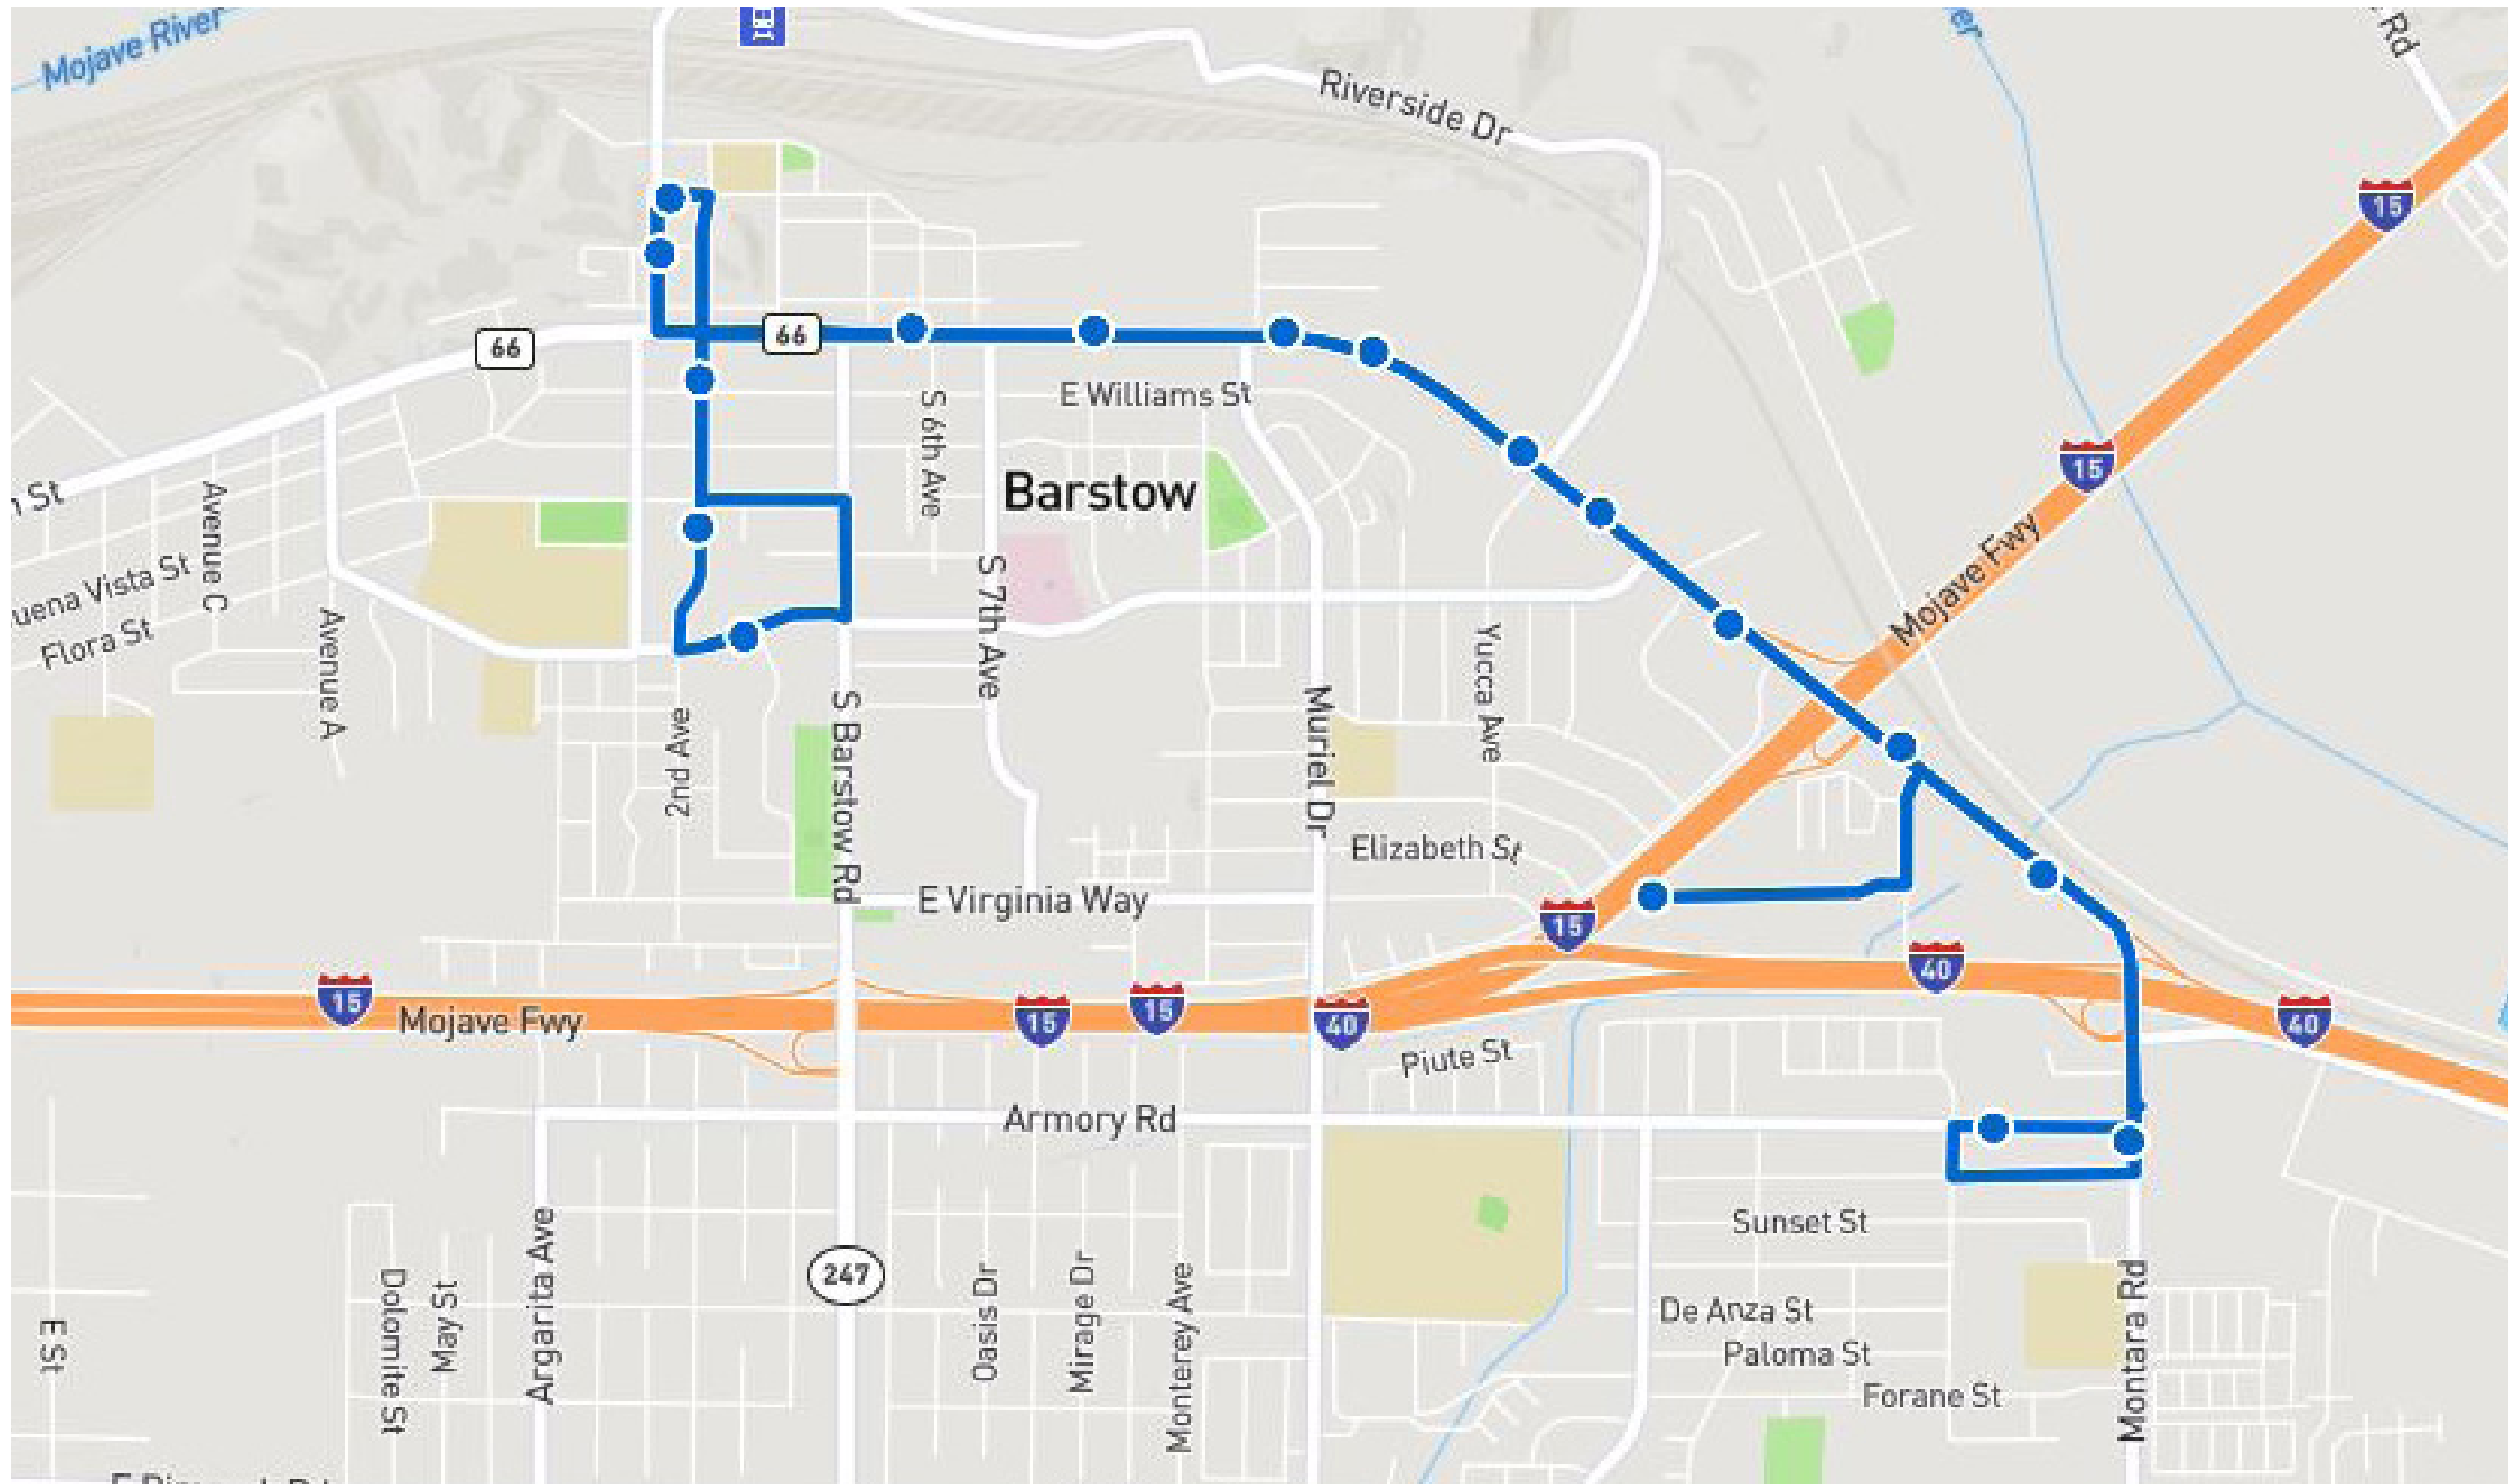 Mojave River
er
Rd
Riverside Dr
15
66
66
E Williams St
S 6th Ave
Barstow
15
n St
Avenue C
uena Vista St
Flora St
Avenue A
S 7th Ave
Mojave Fwy
Yucca Ave
2nd Ave
S Barstow Rd
Muriel Dr
Elizabeth S
E Virginia Way
15
40
15
Mojave Fwy
15
15
40
40
Piute St
Armory Rd
Sunset St
247
Argarita Ave
Dolomite St
May St
Oasis Dr
Mirage Dr
Monterey Ave
De Anza St
Paloma St
Forane St
Montara Rd
E St